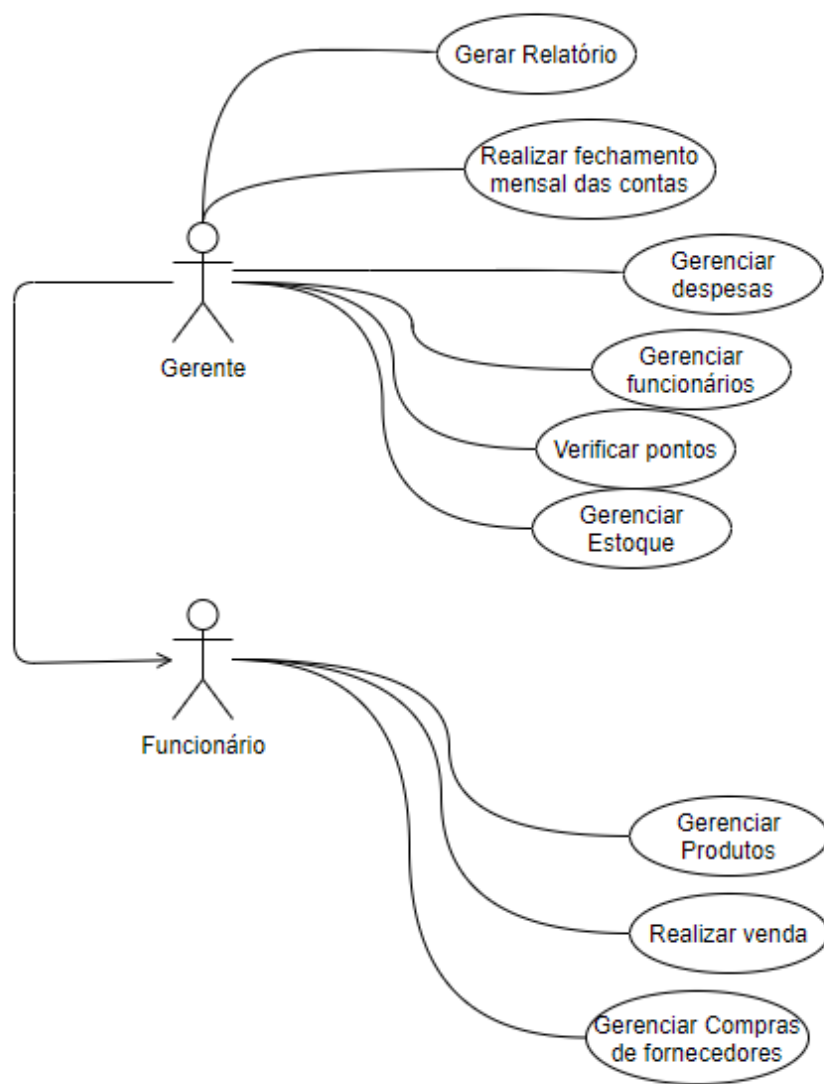 Gerar Relatório
Realizar fechamento
mensal das contas
Gerenciar
despesas
Gerente
Gerenciar
funcionários
Verificar pontos
Gerenciar
Estoque
Funcionário
Gerenciar
Produtos
Realizar venda
Gerenciar Compras
de fornecedores